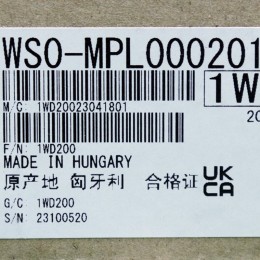 WSO-MPL000201
1W
M/C: 1WD20023041801
20
F/N: 1WD200
MADE IN HUNGARY
原产地 匈牙利 合格证 UK CA
G/C: 1WD200
S/N: 23100520